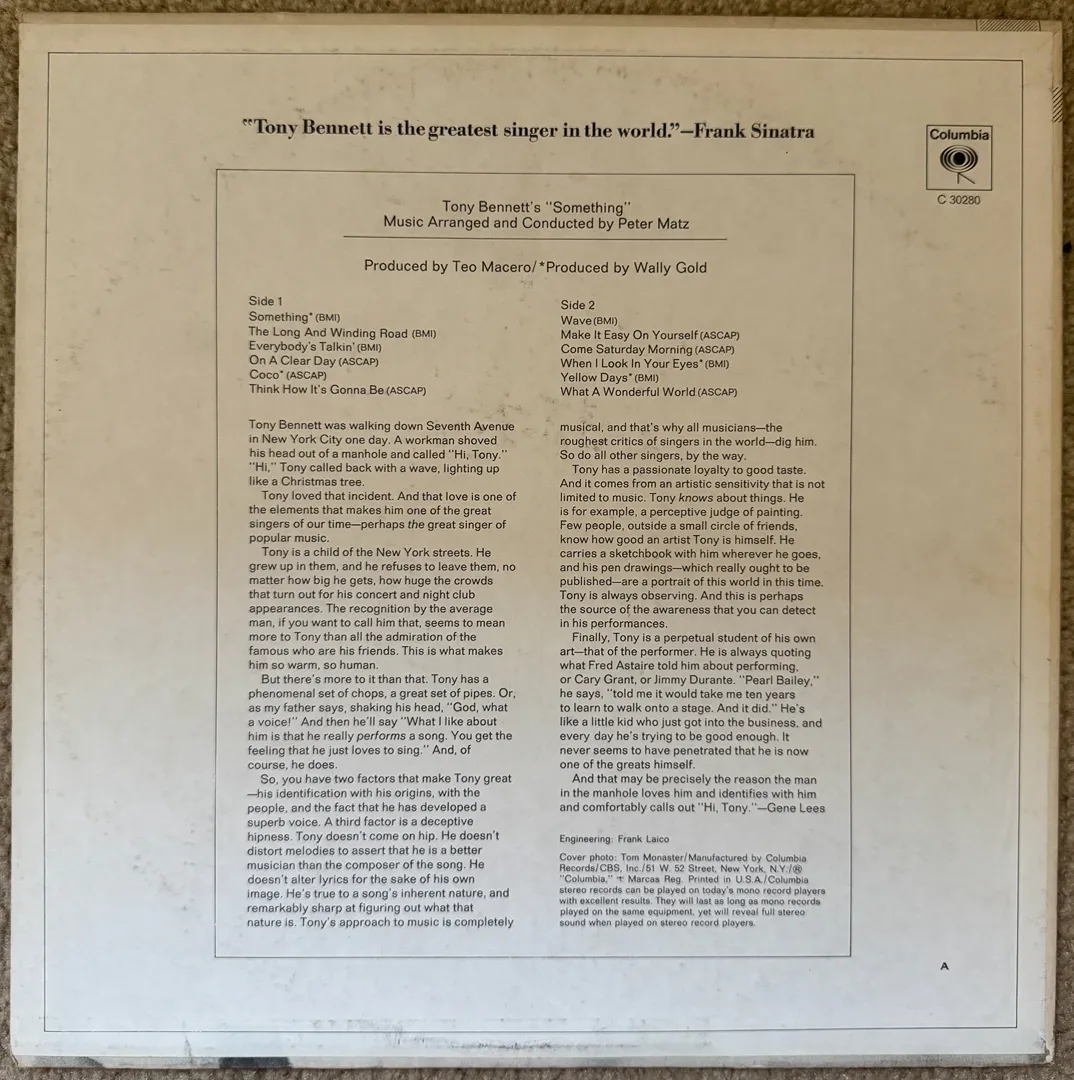 "Tony Bennett is the greatest singer in the world."—Frank Sinatra
Columbia
C 30280
Tony Bennett's "Something"
Music Arranged and Conducted by Peter Matz
Produced by Teo Macero/*Produced by Wally Gold
Side 1
Something* (BMI)
The Long And Winding Road (BMI)
Everybody's Talkin' (BMI)
On A Clear Day (ASCAP)
Coco* (ASCAP)
Think How It's Gonna Be (ASCAP)
Side 2
Wave (BMI)
Make It Easy On Yourself (ASCAP)
Come Saturday Morning (ASCAP)
When I Look In Your Eyes* (BMI)
Yellow Days* (BMI)
What A Wonderful World (ASCAP)
Tony Bennett was walking down Seventh Avenue
in New York City one day. A workman shoved
his head out of a manhole and called "Hi, Tony."
"Hi," Tony called back with a wave, lighting up
like a Christmas tree.
Tony loved that incident. And that love is one of
the elements that makes him one of the great
singers of our time—perhaps the great singer of
popular music.
Tony is a child of the New York streets. He
grew up in them, and he refuses to leave them, no
matter how big he gets, how huge the crowds
that turn out for his concert and night club
appearances. The recognition by the average
man, if you want to call him that, seems to mean
more to Tony than all the admiration of the
famous who are his friends. This is what makes
him so warm, so human.
But there's more to it than that. Tony has a
phenomenal set of chops, a great set of pipes. Or,
as my father says, shaking his head, "God, what
a voice!" And then he'll say "What I like about
him is that he really performs a song. You get the
feeling that he just loves to sing." And, of
course, he does.
So, you have two factors that make Tony great
—his identification with his origins, with the
people, and the fact that he has developed a
superb voice. A third factor is a deceptive
hipness. Tony doesn't come on hip. He doesn't
distort melodies to assert that he is a better
musician than the composer of the song. He
doesn't alter lyrics for the sake of his own
image. He's true to a song's inherent nature, and
remarkably sharp at figuring out what that
nature is. Tony's approach to music is completely
musical, and that's why all musicians—the
roughest critics of singers in the world—dig him.
So do all other singers, by the way.
Tony has a passionate loyalty to good taste.
And it comes from an artistic sensitivity that is not
limited to music. Tony knows about things. He
is for example, a perceptive judge of painting.
Few people, outside a small circle of friends,
know how good an artist Tony is himself. He
carries a sketchbook with him wherever he goes,
and his pen drawings—which really ought to be
published—are a portrait of this world in this time.
Tony is always observing. And this is perhaps
the source of the awareness that you can detect
in his performances.
Finally, Tony is a perpetual student of his own
art—that of the performer. He is always quoting
what Fred Astaire told him about performing,
or Cary Grant, or Jimmy Durante. "Pearl Bailey,"
he says, "told me it would take me ten years
to learn to walk onto a stage. And it did." He's
like a little kid who just got into the business, and
every day he's trying to be good enough. It
never seems to have penetrated that he is now
one of the greats himself.
And that may be precisely the reason the man
in the manhole loves him and identifies with him
and comfortably calls out "Hi, Tony."—Gene Lees
Engineering: Frank Laico
Cover photo: Tom Monaster/Manufactured by Columbia
Records/CBS, Inc./51 W. 52 Street, New York, N.Y./®
"Columbia," Marcas Reg. Printed in U.S.A./Columbia
stereo records can be played on today's mono record players
with excellent results. They will last as long as mono records
played on the same equipment, yet will reveal full stereo
sound when played on stereo record players.
A